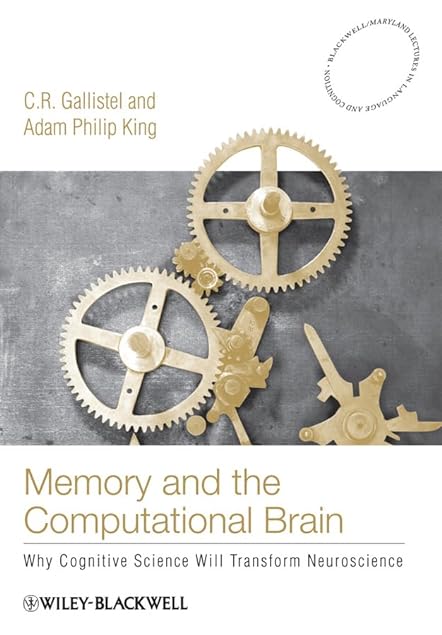 C.R. Gallistel and
Adam Philip King
BLACKWELL/MARYLAND LECTURES IN LANGUAGE AND COGNITION •
Memory and the
Computational Brain
Why Cognitive Science Will Transform Neuroscience
WILEY-BLACKWELL